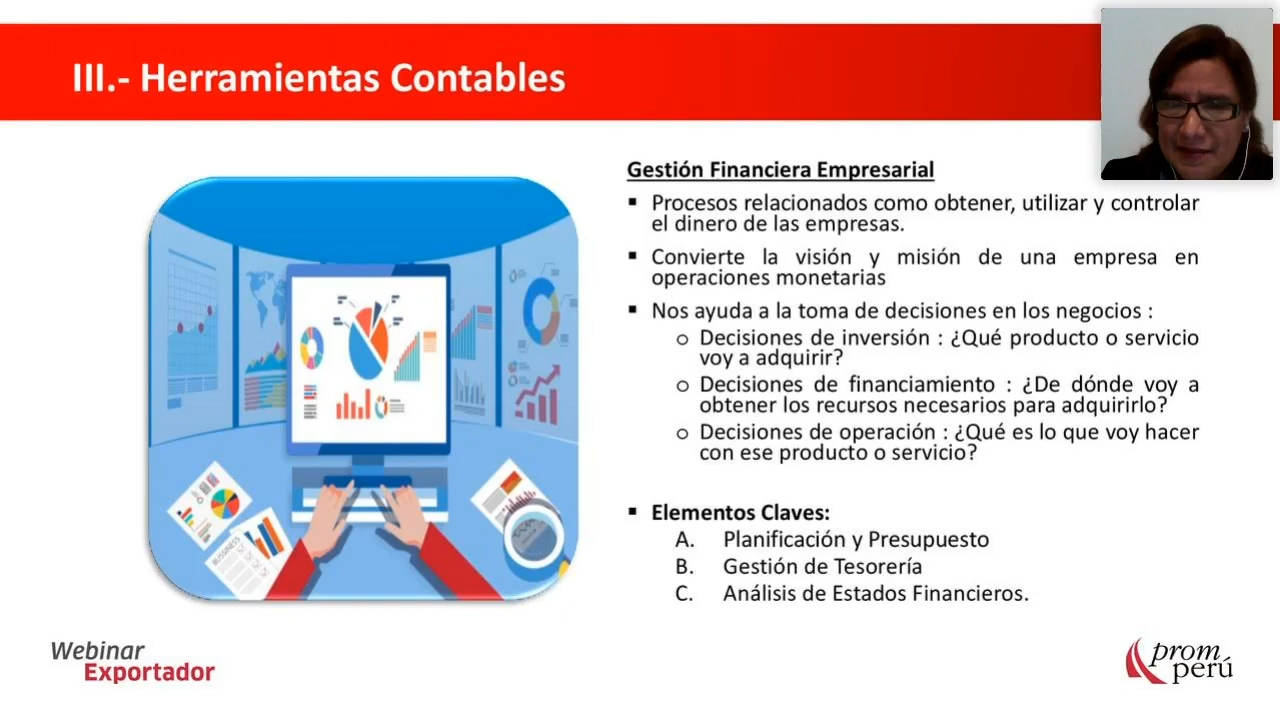 III.- Herramientas Contables
Gestión Financiera Empresarial
▪ Procesos relacionados como obtener, utilizar y controlar
el dinero de las empresas.
▪ Convierte la visión y misión de una empresa en
operaciones monetarias
▪ Nos ayuda a la toma de decisiones en los negocios :
o Decisiones de inversión : ¿Qué producto o servicio
voy a adquirir?
o Decisiones de financiamiento : ¿De dónde voy a
obtener los recursos necesarios para adquirirlo?
o Decisiones de operación : ¿Qué es lo que voy hacer
con ese producto o servicio?
▪ Elementos Claves:
A. Planificación y Presupuesto
B. Gestión de Tesorería
C. Análisis de Estados Financieros.
BUSSINESS
Webinar
Exportador
prom
perú